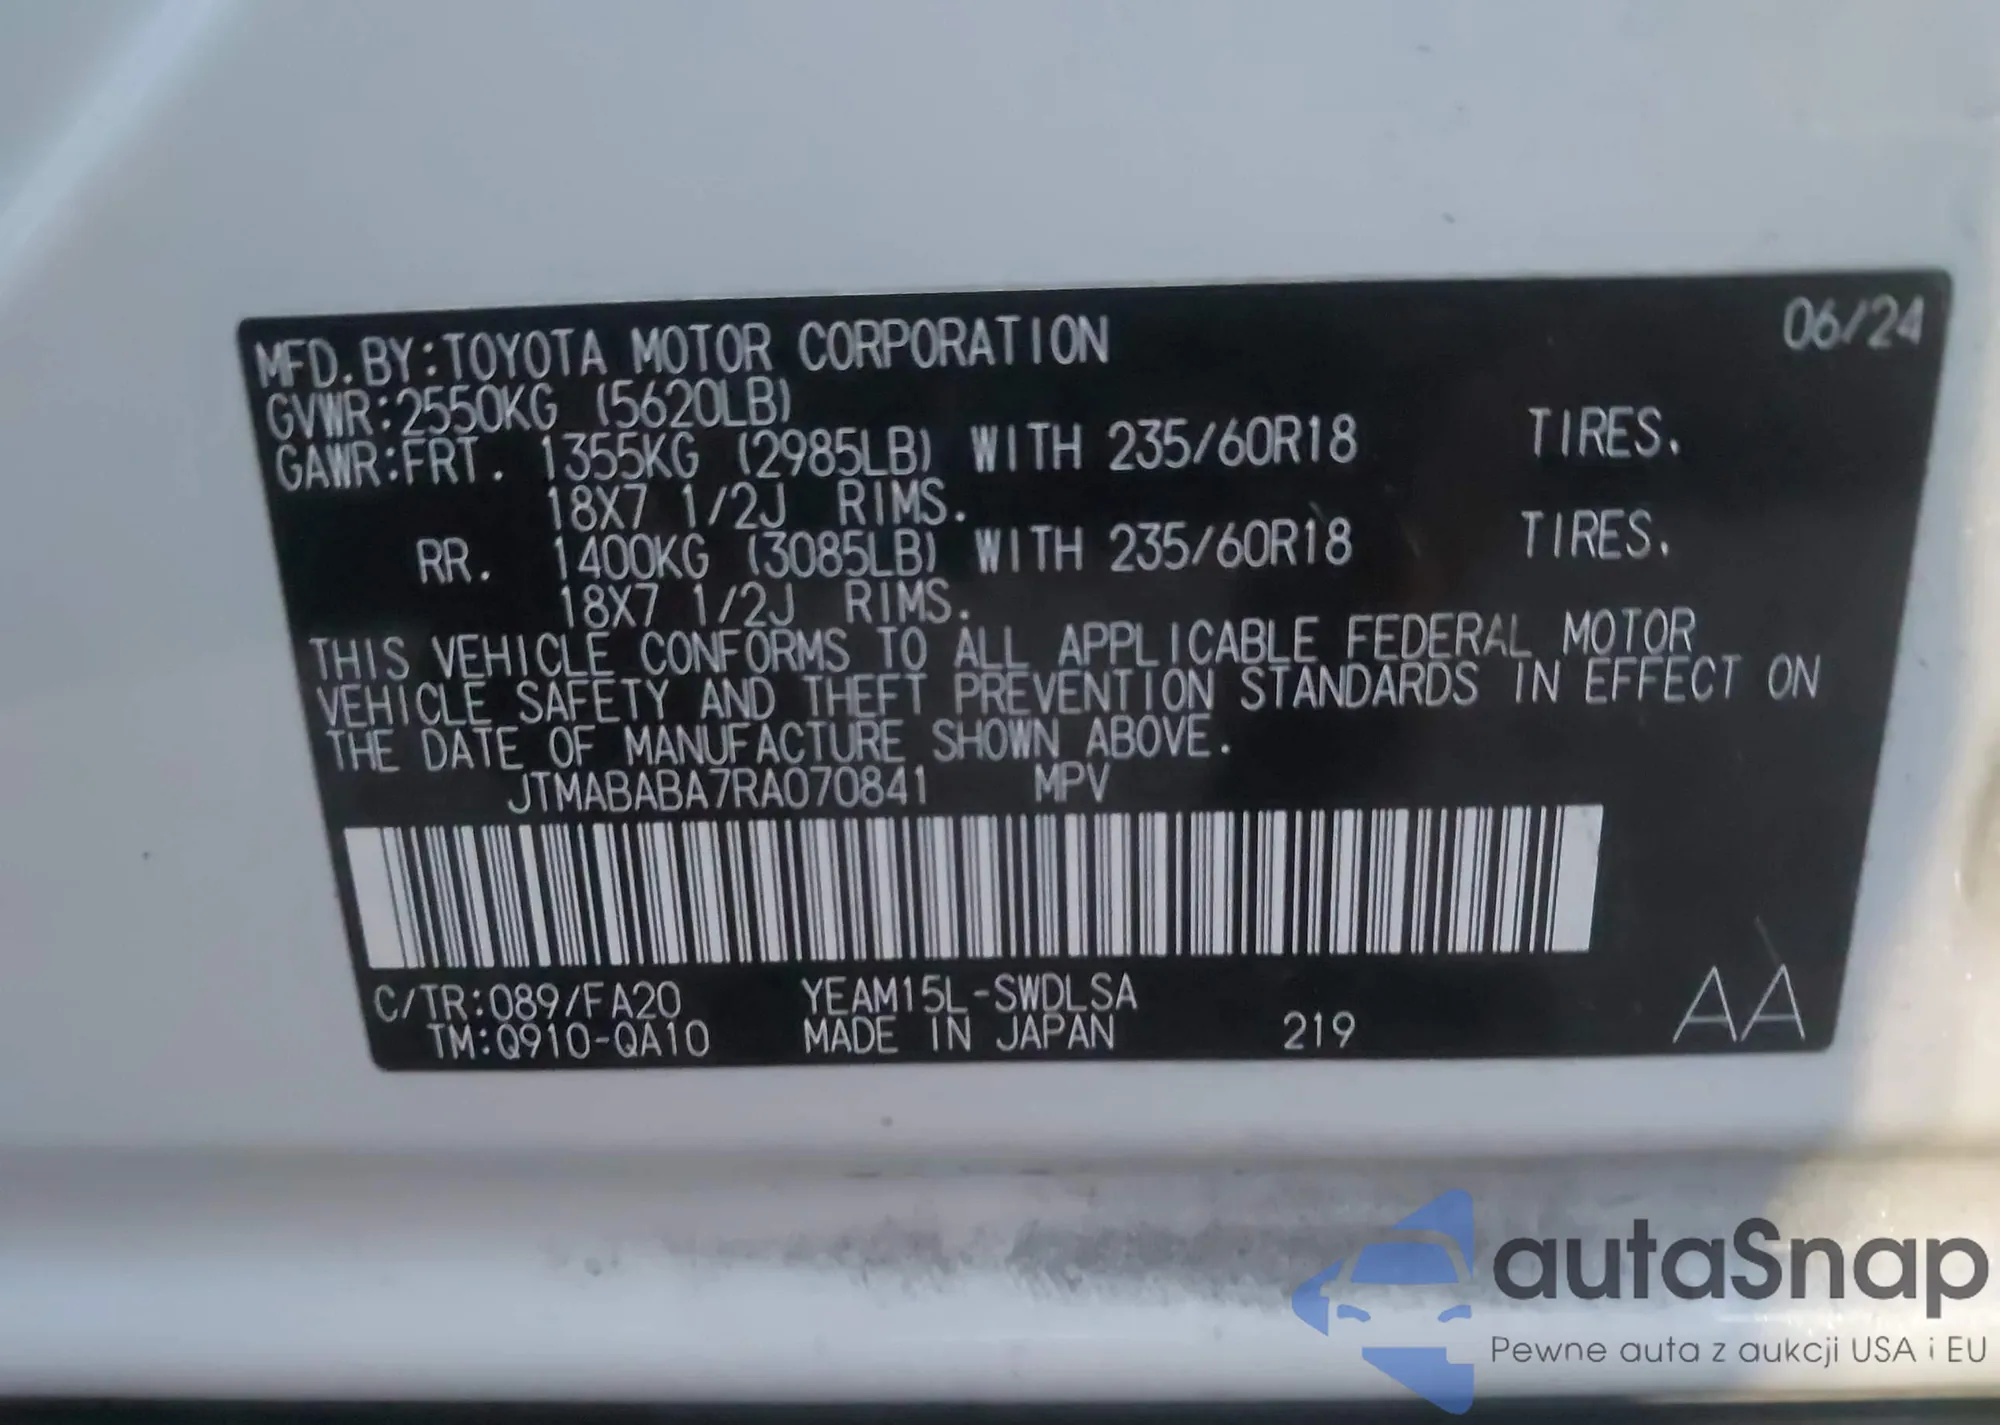 06/24
MFD.BY:TOYOTA MOTOR CORPORATION
GVWR:2550KG (5620LB)
GAWR:FRT. 1355KG (2985LB) WITH 235/60R18 TIRES.
18X7 1/2J RIMS.
RR. 1400KG (3085LB) WITH 235/60R18 TIRES.
18X7 1/2J RIMS.
THIS VEHICLE CONFORMS TO ALL APPLICABLE FEDERAL MOTOR
VEHICLE SAFETY AND THEFT PREVENTION STANDARDS IN EFFECT ON
THE DATE OF MANUFACTURE SHOWN ABOVE.
JTMABABA7RA070841 MPV
C/TR:089/FA20 YEAM15L-SWDLSA
TM:Q910-QA10 MADE IN JAPAN 219 AA
autaSnap
Pewne auta z aukcji USA i EU